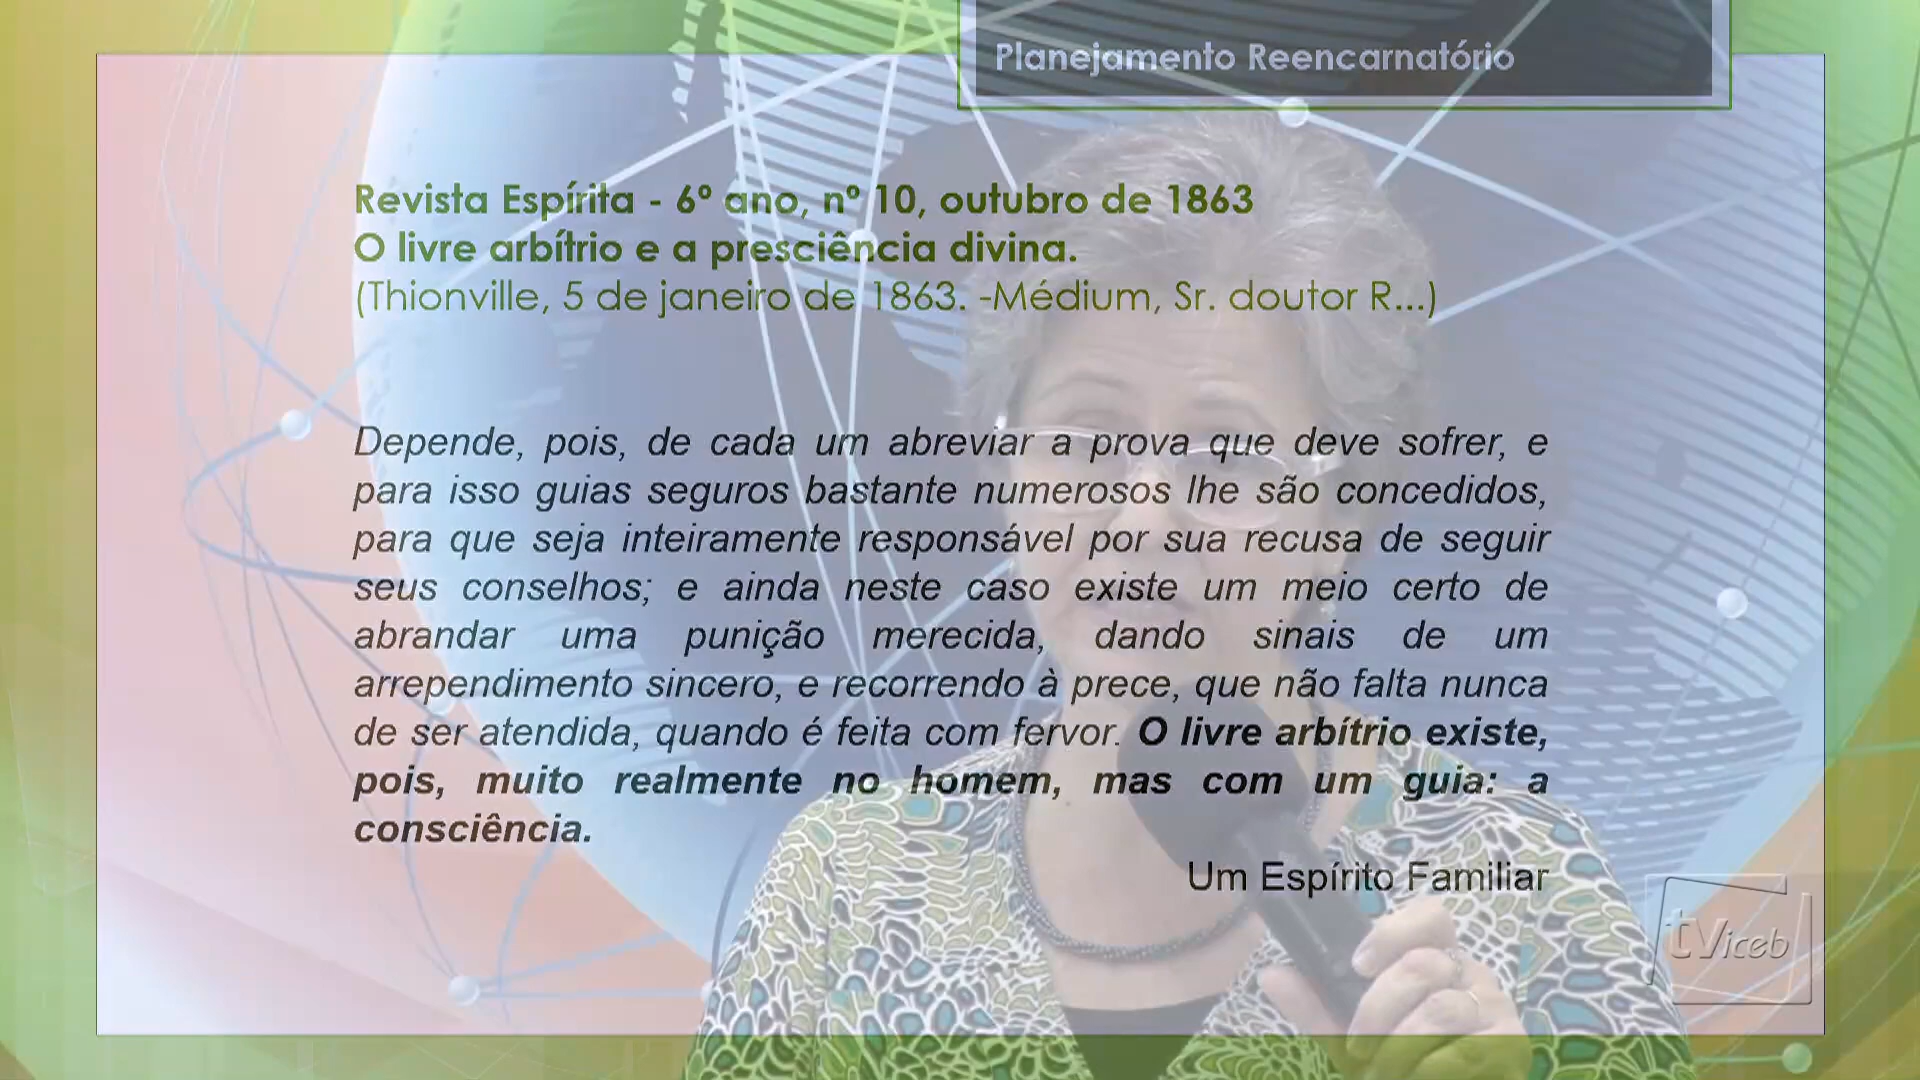 Planejamento Reencarnatório
Revista Espírita - 6º ano, nº 10, outubro de 1863
O livre arbítrio e a presciência divina.
(Thionville, 5 de janeiro de 1863. -Médium, Sr. doutor R...)
Depende, pois, de cada um abreviar a prova que deve sofrer, e
para isso guias seguros bastante numerosos lhe são concedidos,
para que seja inteiramente responsável por sua recusa de seguir
seus conselhos; e ainda neste caso existe um meio certo de
abrandar uma punição merecida, dando sinais de um
arrependimento sincero, e recorrendo à prece, que não falta nunca
de ser atendida, quando é feita com fervor. O livre arbítrio existe,
pois, muito realmente no homem, mas com um guia: a
consciência.
Um Espírito Familiar
tViceb